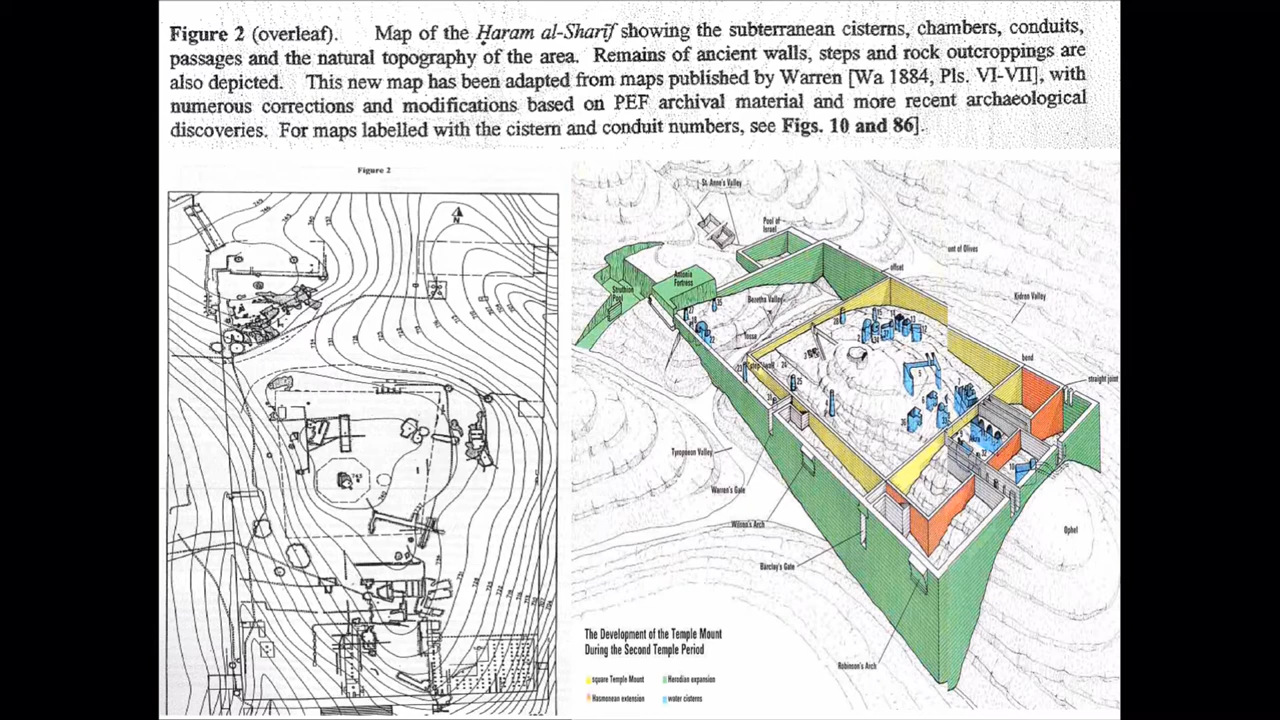 Figure 2 (overleaf). Map of the Ḥaram al-Sharīf showing the subterranean cisterns, chambers, conduits,
passages and the natural topography of the area. Remains of ancient walls, steps and rock outcroppings are
also depicted. This new map has been adapted from maps published by Warren [Wa 1884, Pls. VI-VII], with
numerous corrections and modifications based on PEF archival material and more recent archaeological
discoveries. For maps labelled with the cistern and conduit numbers, see Figs. 10 and 86].
Figure 2
N
St. Anne's Valley
Pool of
Israel
ount of Olives
offset
Antonia
Fortress
Struthion
Pool
Kidron Valley
Beretha Valley
fosse
bend
straight joint
Tyropoeon Valley
Warren's Gate
Wilson's Arch
Ophel
Barclay's Gate
The Development of the Temple Mount
During the Second Temple Period
Robinson's Arch
square Temple Mount
Herodian expansion
Hasmonean extension
water cisterns